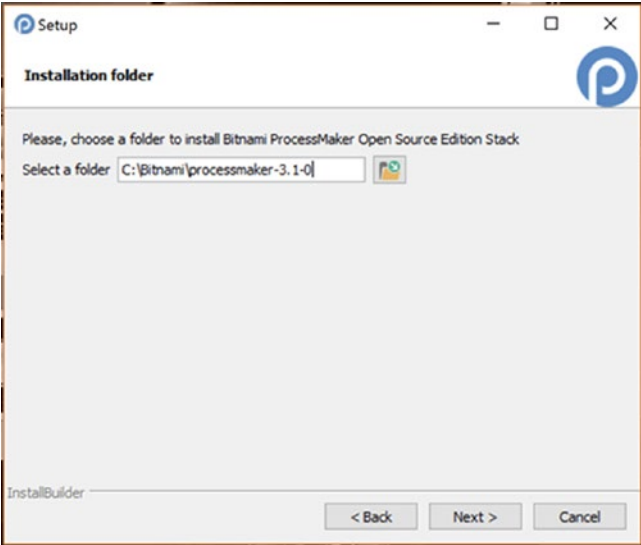 Setup
Installation folder
Please, choose a folder to install Bitnami ProcessMaker Open Source Edition Stack
Select a folder C:\Bitnami\processmaker-3.1-0
InstallBuilder
< Back Next > Cancel